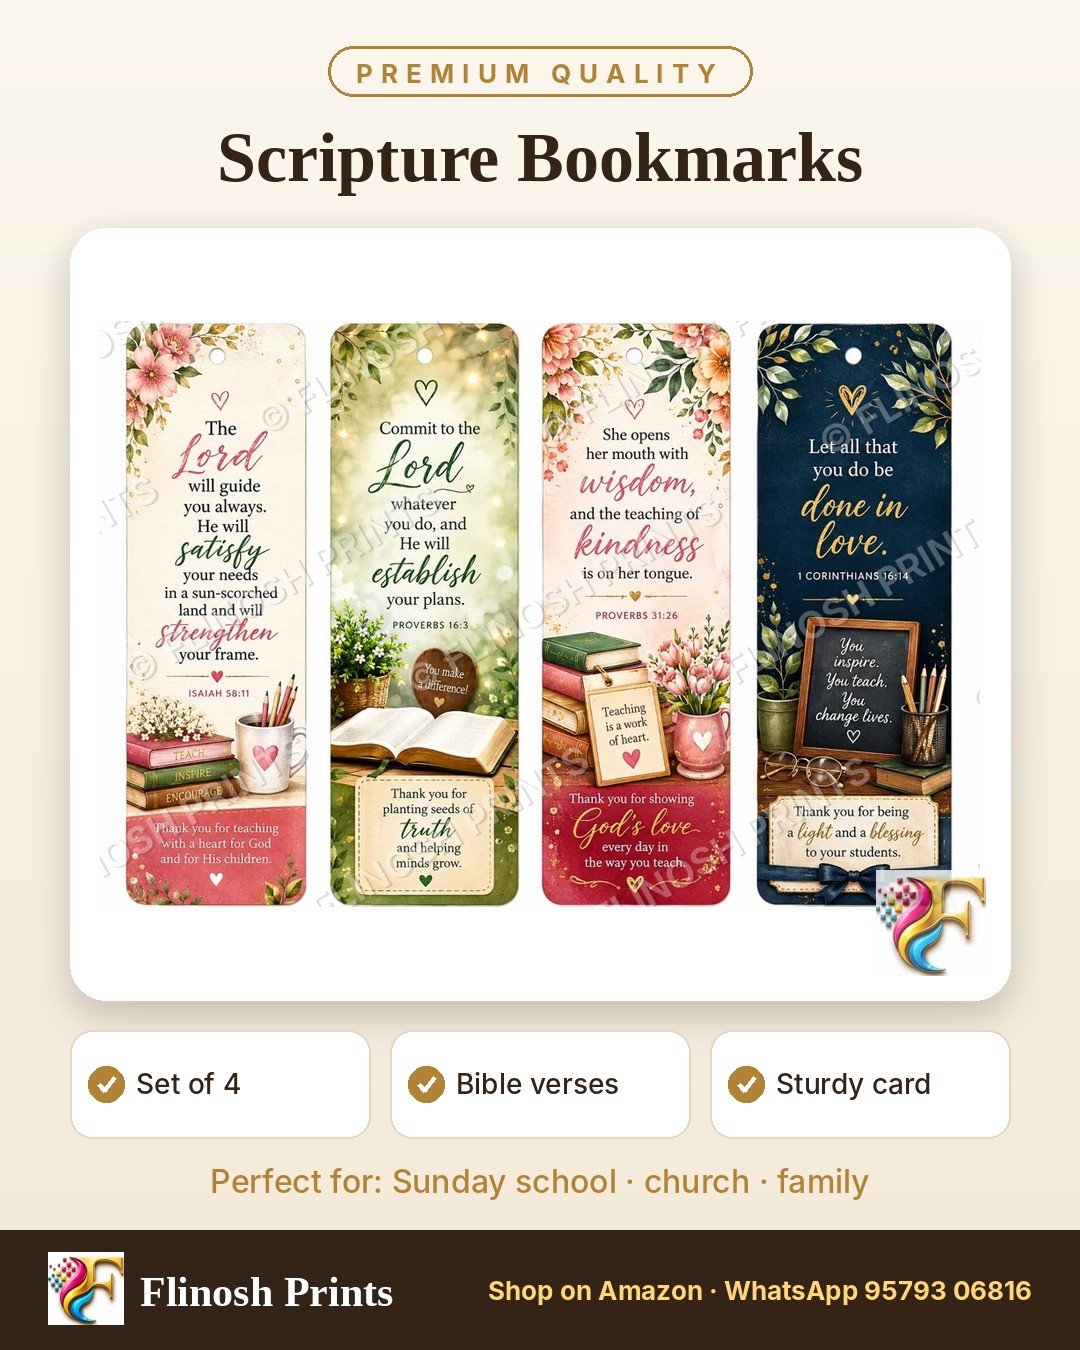 PREMIUM QUALITY
Scripture Bookmarks
The
Lord
will guide
you always.
He will
satisfy
your needs
in a sun-scorched
land and will
strengthen
your frame.
ISAIAH 58:11
TEACH
INSPIRE
ENCOURAGE
Thank you for teaching
with a heart for God
and for His children.
Commit to the
Lord
whatever
you do, and
He will
establish
your plans.
PROVERBS 16:3
You make
a difference!
Thank you for
planting seeds of
truth
and helping
minds grow.
She opens
her mouth with
wisdom,
and the teaching of
kindness
is on her tongue.
PROVERBS 31:26
Teaching
is a work
of heart.
Thank you for showing
God's love
every day in
the way you teach.
Let all that
you do be
done in
love.
1 CORINTHIANS 16:14
You
inspire.
You teach.
You
change lives.
Thank you for being
a light and a blessing
to your students.
© FLINOSH PRINTS
Set of 4
Bible verses
Sturdy card
Perfect for: Sunday school · church · family
Flinosh Prints
Shop on Amazon · WhatsApp 95793 06816